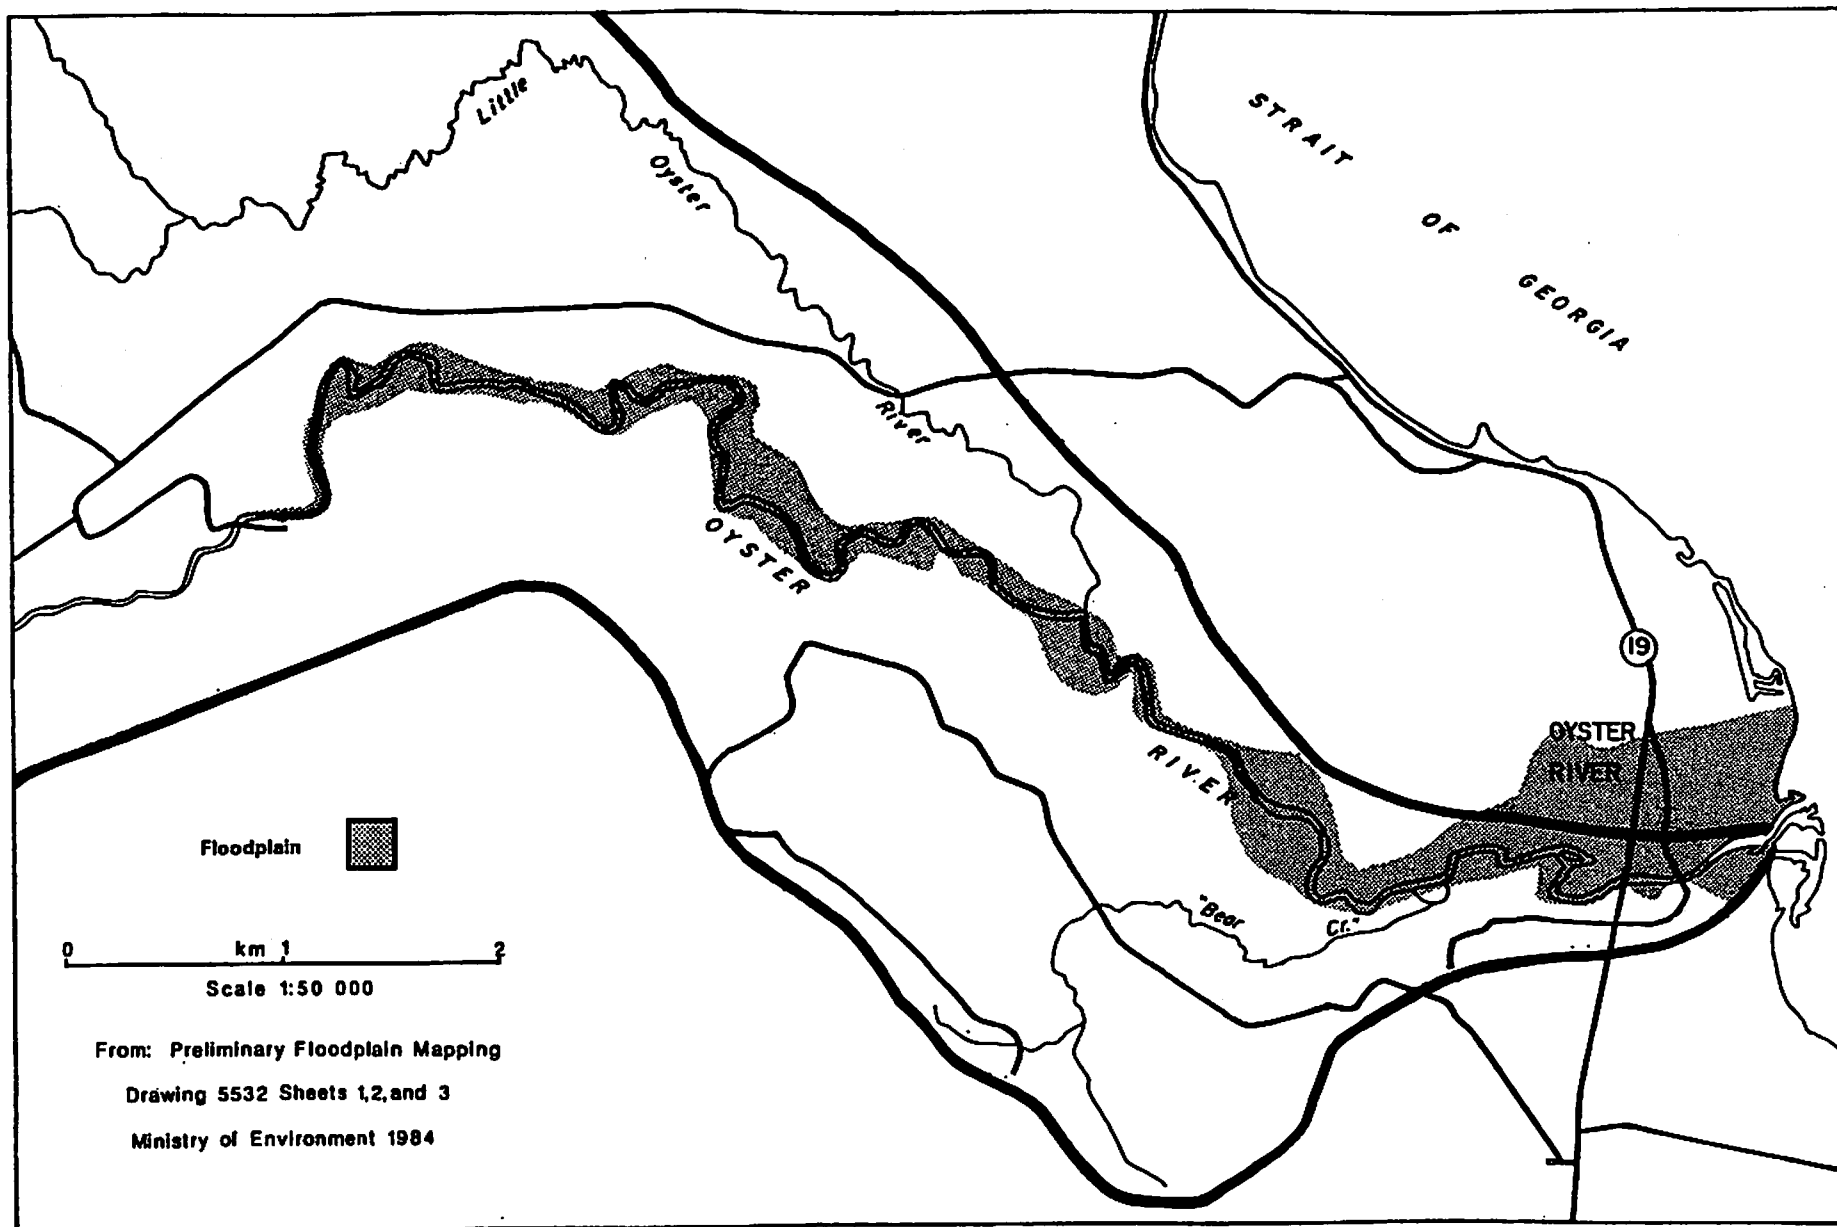 Little
Oyster
River
STRAIT
OF
GEORGIA
OYSTER
RIVER
19
OYSTER
RIVER
"Bear
Cr."
Floodplain
0 km 1 2
Scale 1:50 000
From: Preliminary Floodplain Mapping
Drawing 5532 Sheets 1,2,and 3
Ministry of Environment 1984